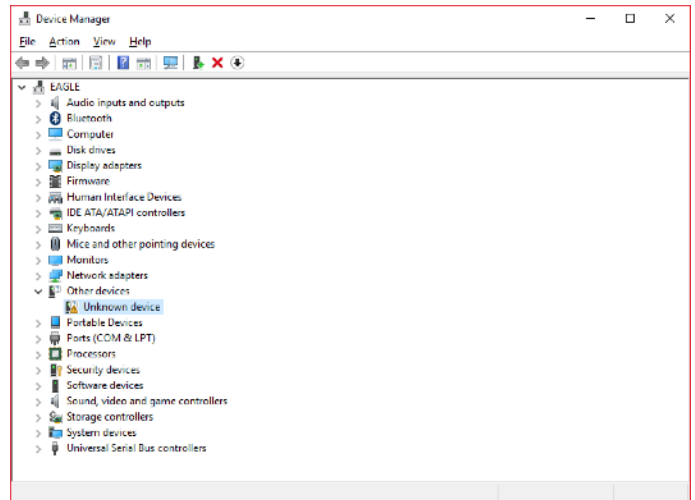 Device Manager
File Action View Help
EAGLE
Audio inputs and outputs
Bluetooth
Computer
Disk drives
Display adapters
Firmware
Human Interface Devices
IDE ATA/ATAPI controllers
Keyboards
Mice and other pointing devices
Monitors
Network adapters
Other devices
Unknown device
Portable Devices
Ports (COM & LPT)
Processors
Security devices
Software devices
Sound, video and game controllers
Storage controllers
System devices
Universal Serial Bus controllers